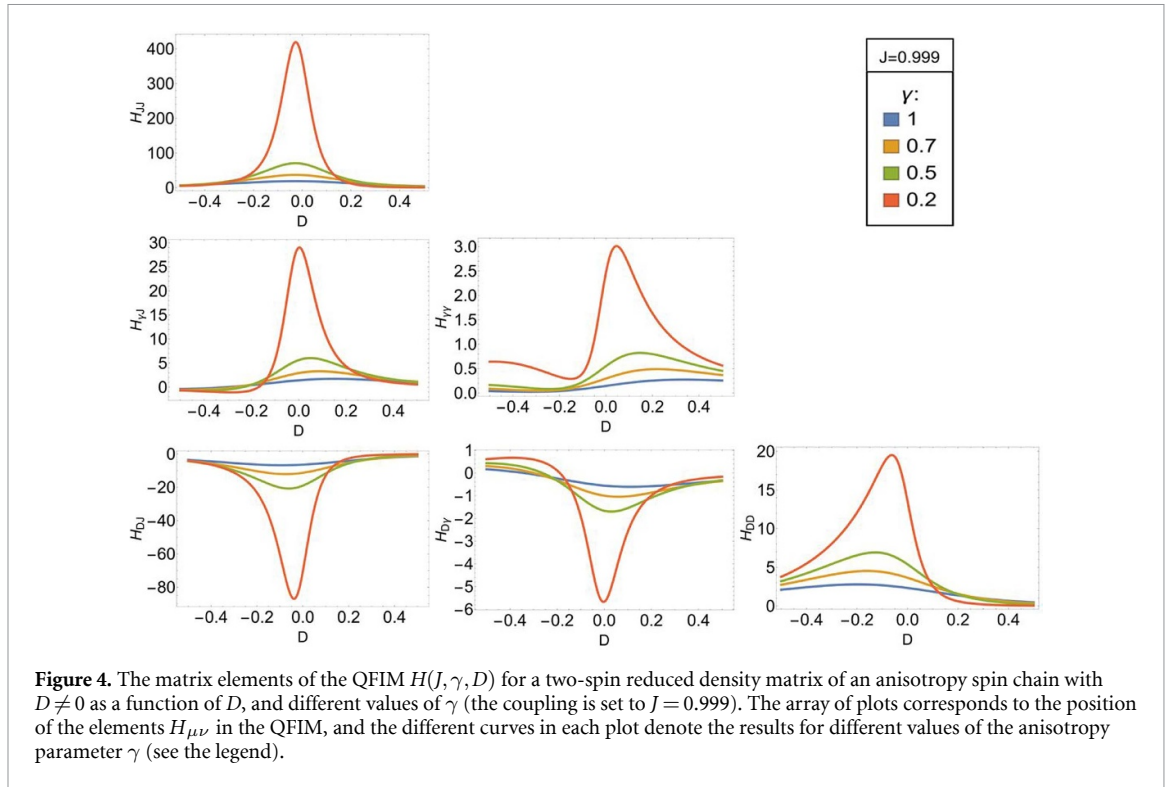 H_JJ
400
300
200
100
0
−0.4 −0.2 0.0 0.2 0.4
D
J=0.999
γ:
1
0.7
0.5
0.2
H_γJ
30
25
20
15
10
5
0
−0.4 −0.2 0.0 0.2 0.4
D
H_γγ
3.0
2.5
2.0
1.5
1.0
0.5
0.0
−0.4 −0.2 0.0 0.2 0.4
D
H_DJ
0
−20
−40
−60
−80
−0.4 −0.2 0.0 0.2 0.4
D
H_Dγ
1
0
−1
−2
−3
−4
−5
−6
−0.4 −0.2 0.0 0.2 0.4
D
H_DD
20
15
10
5
0
−0.4 −0.2 0.0 0.2 0.4
D
Figure 4. The matrix elements of the QFIM H(J, γ, D) for a two-spin reduced density matrix of an anisotropy spin chain with
D ≠ 0 as a function of D, and different values of γ (the coupling is set to J = 0.999). The array of plots corresponds to the position
of the elements H_μν in the QFIM, and the different curves in each plot denote the results for different values of the anisotropy
parameter γ (see the legend).